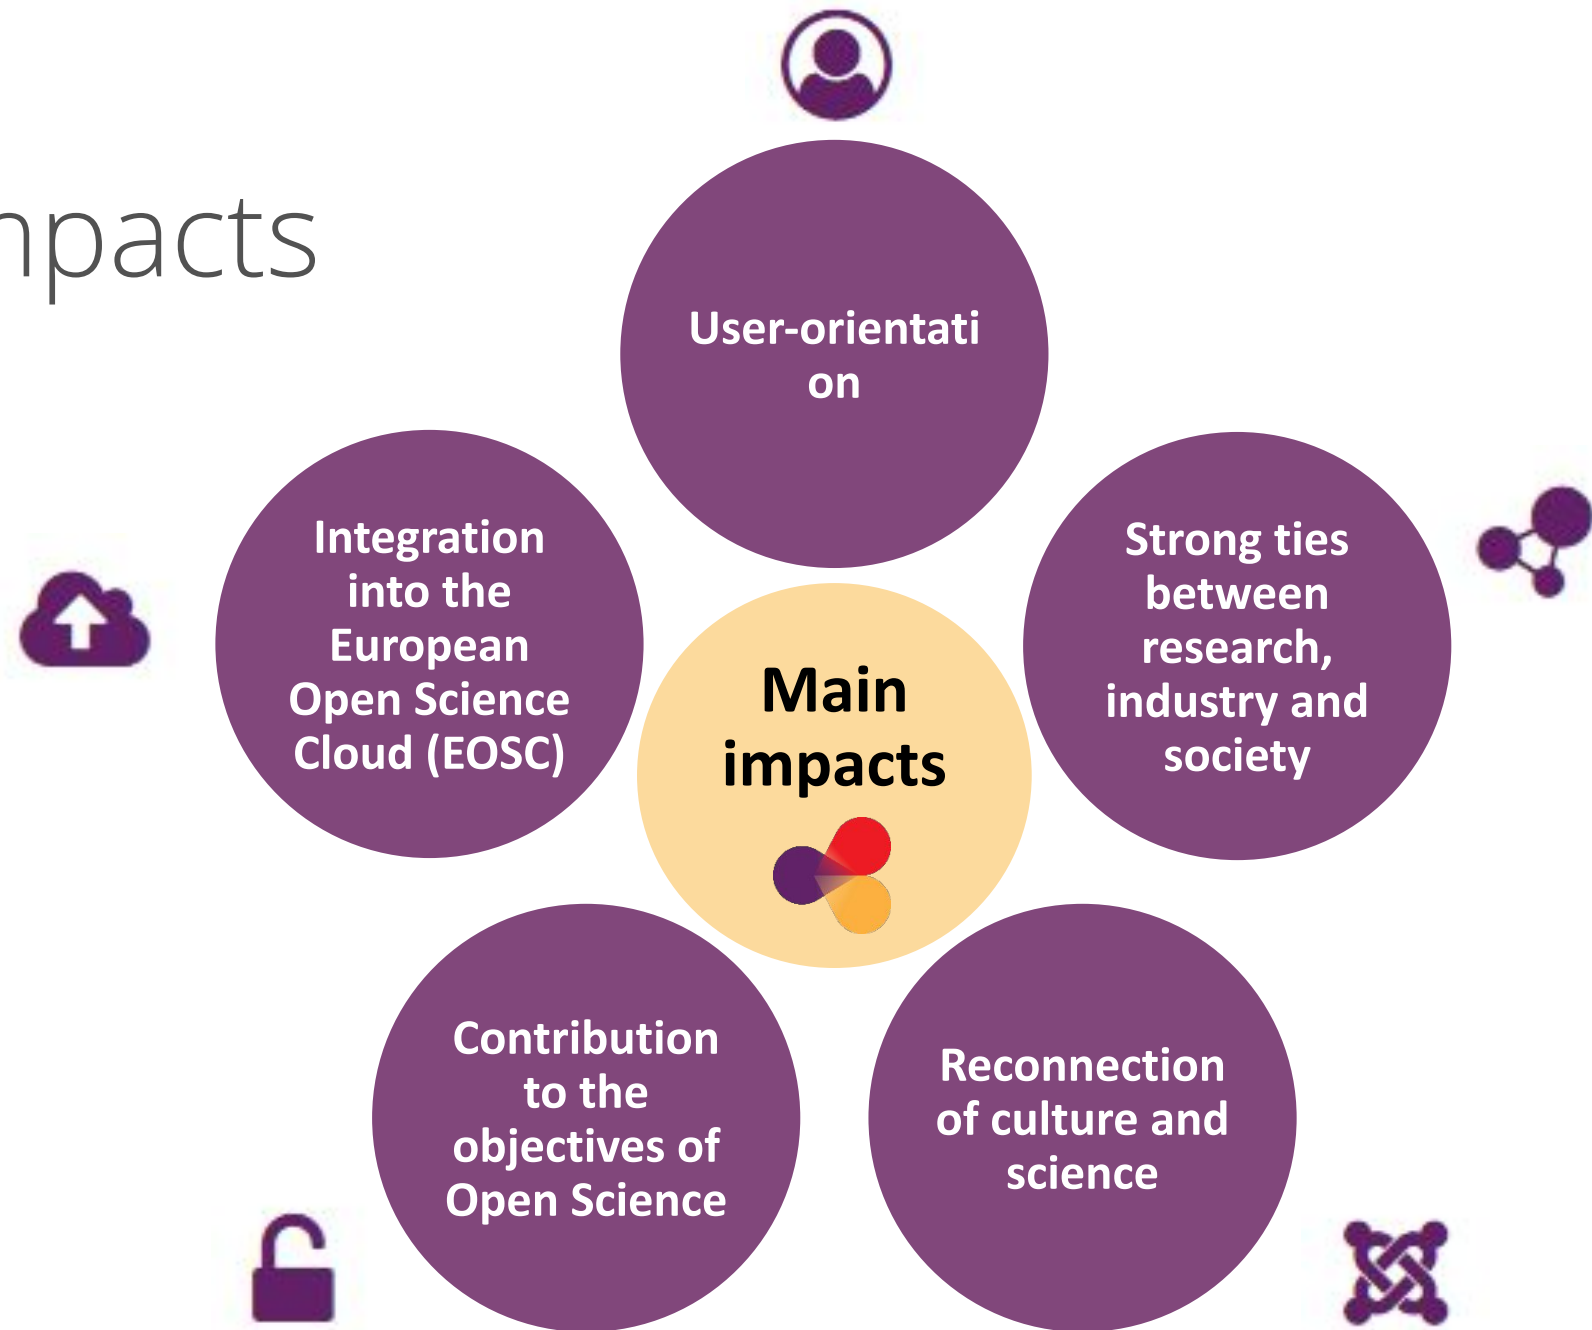 mpacts
User-orientati
on
Integration
into the
European
Open Science
Cloud (EOSC)
Strong ties
between
research,
industry and
society
Main
impacts
Contribution
to the
objectives of
Open Science
Reconnection
of culture and
science